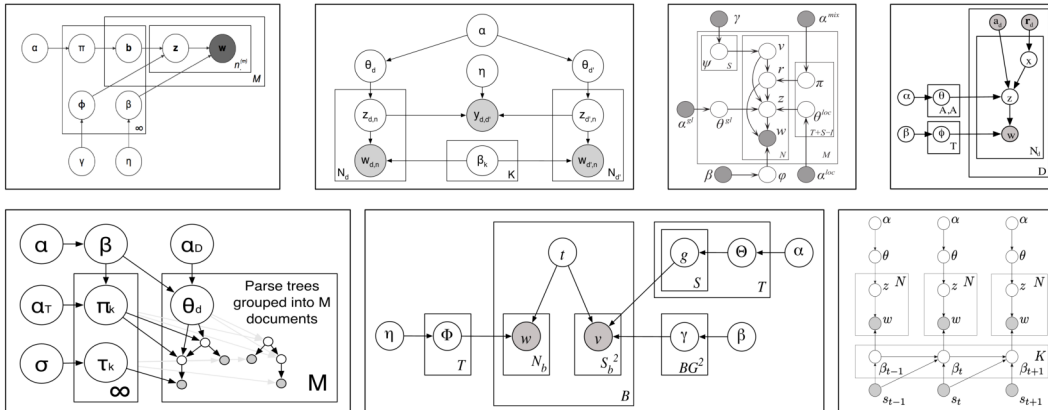 α π b z w
n_i^(m)
M
ϕ β
∞
γ η
α
θ_d η θ_d'
z_d,n y_d,d' z_d',n
w_d,n β_k w_d',n
N_d K N_d'
γ α^mix
ψ S v
r π
z
α^gl θ^gl θ^loc
w T+S-1
N M
β φ α^loc
a_d r_d
x
α θ z
A,A
β ϕ w
T N_d
D
α β α_D
Parse trees
grouped into M
documents
α_T π_k θ_d
σ τ_k
∞ M
t g Θ α
S T
η Φ w v γ β
T N_b S_b^2 BG^2
B
α α α
θ θ θ
z N z N z N
w w w
K
β_t-1 β_t β_t+1
s_t-1 s_t s_t+1